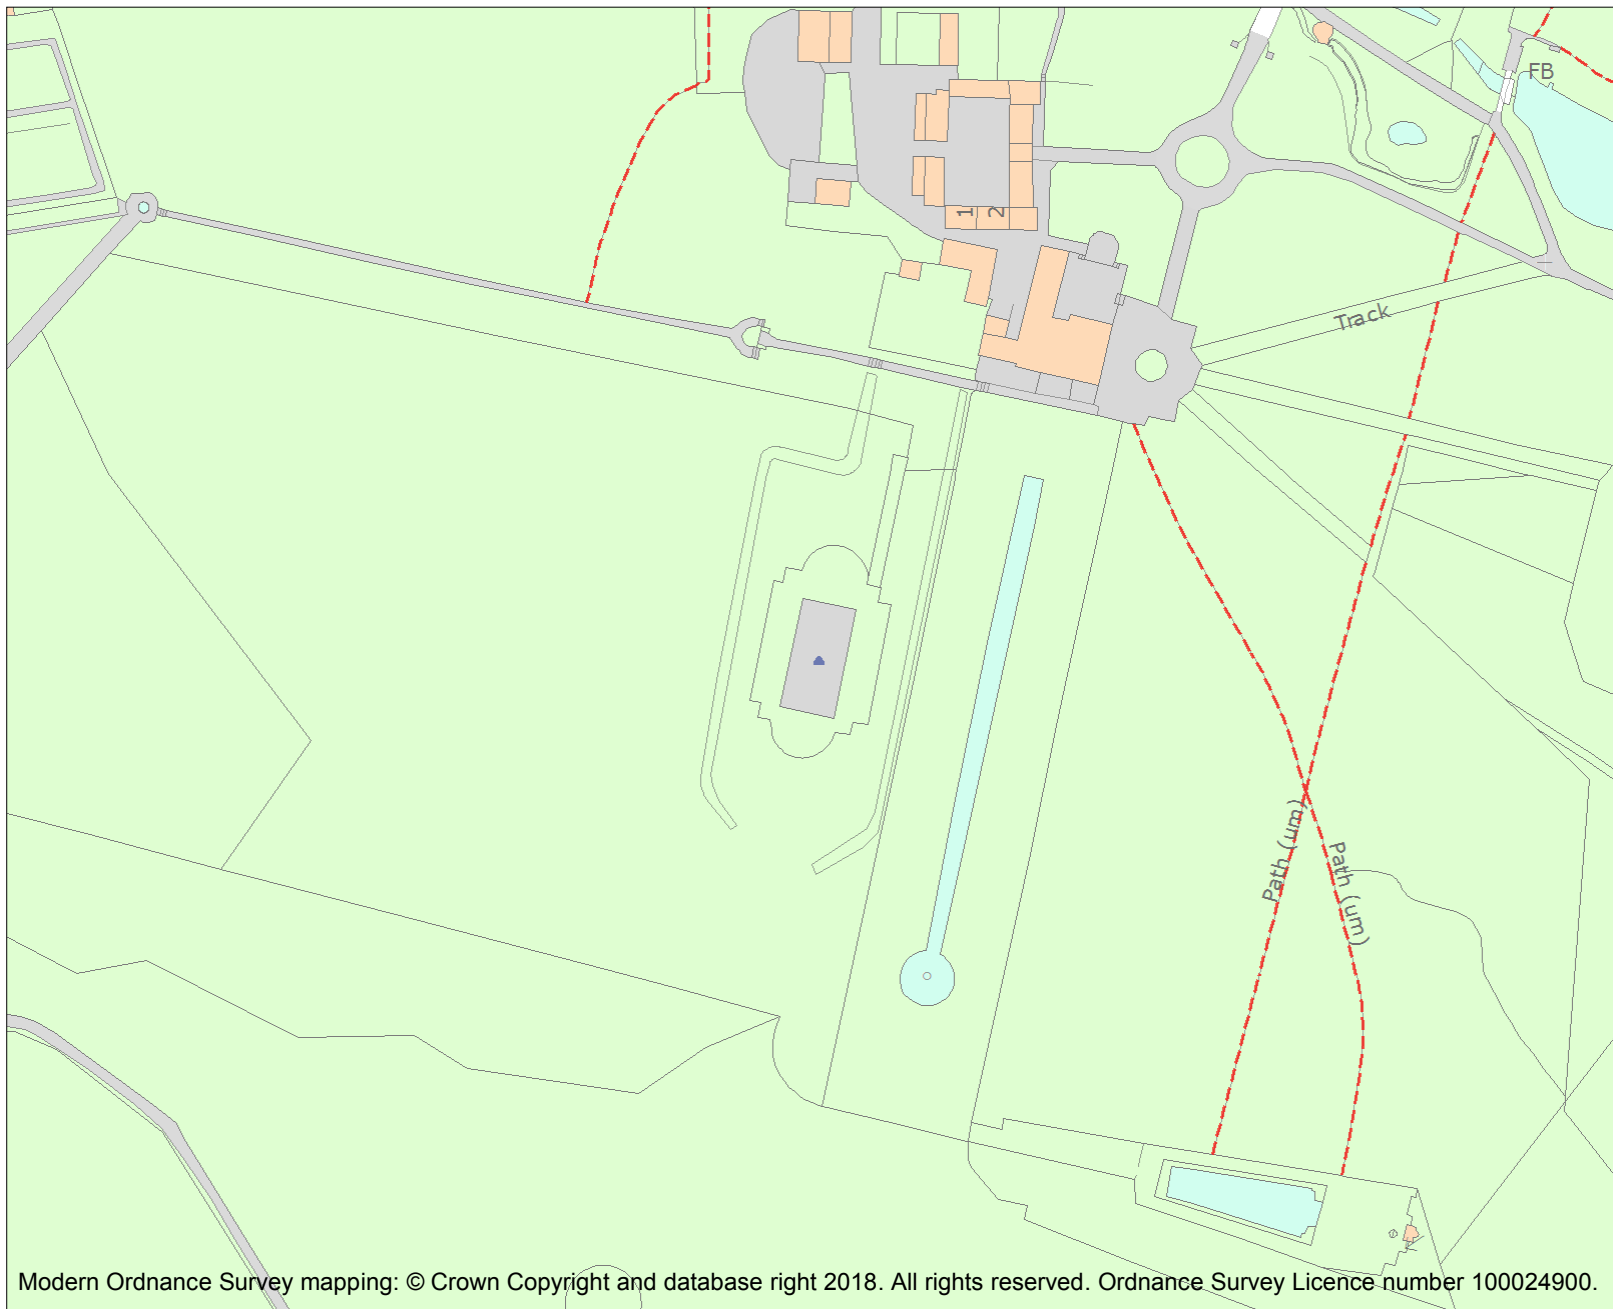 FB
1
2
Track
Path (um)
Path (um)
Modern Ordnance Survey mapping: © Crown Copyright and database right 2018. All rights reserved. Ordnance Survey Licence number 100024900.